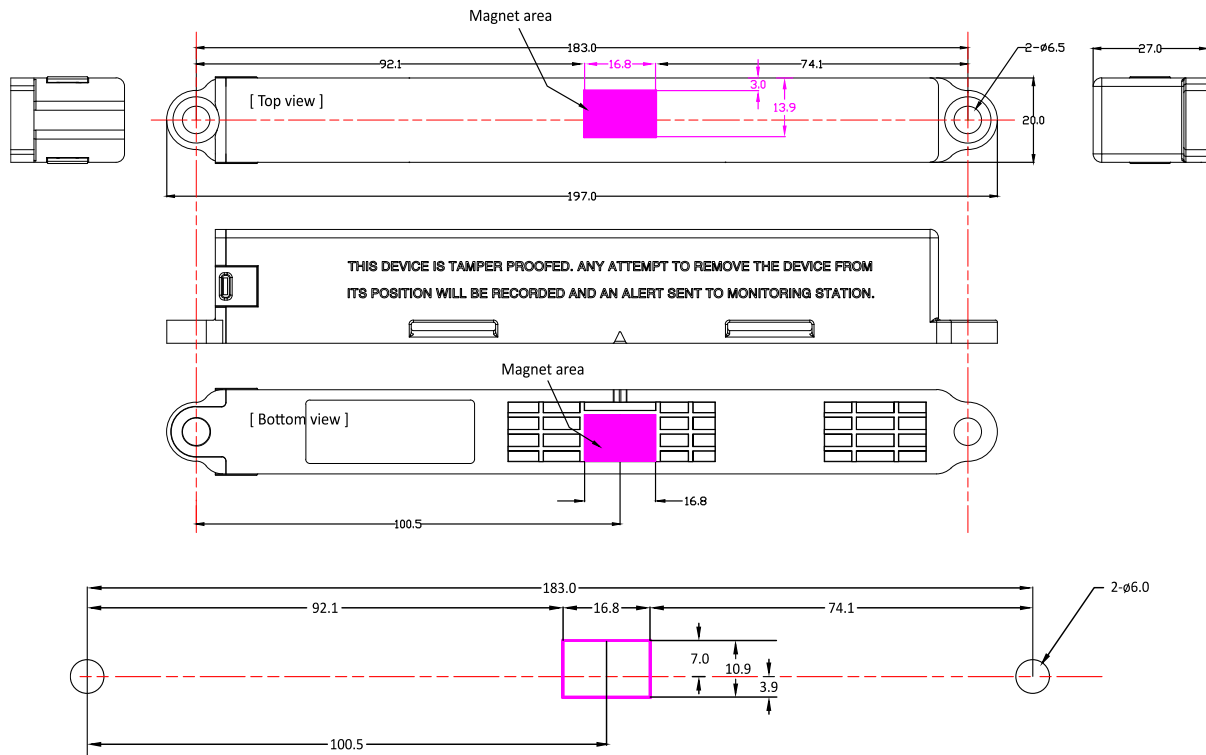 Magnet area
183.0
2-ø6.5
27.0
92.1
16.8
74.1
3.0
[ Top view ]
13.9
20.0
197.0
THIS DEVICE IS TAMPER PROOFED. ANY ATTEMPT TO REMOVE THE DEVICE FROM
ITS POSITION WILL BE RECORDED AND AN ALERT SENT TO MONITORING STATION.
Magnet area
[ Bottom view ]
16.8
100.5
183.0
2-ø6.0
92.1
16.8
74.1
7.0
10.9
3.9
100.5